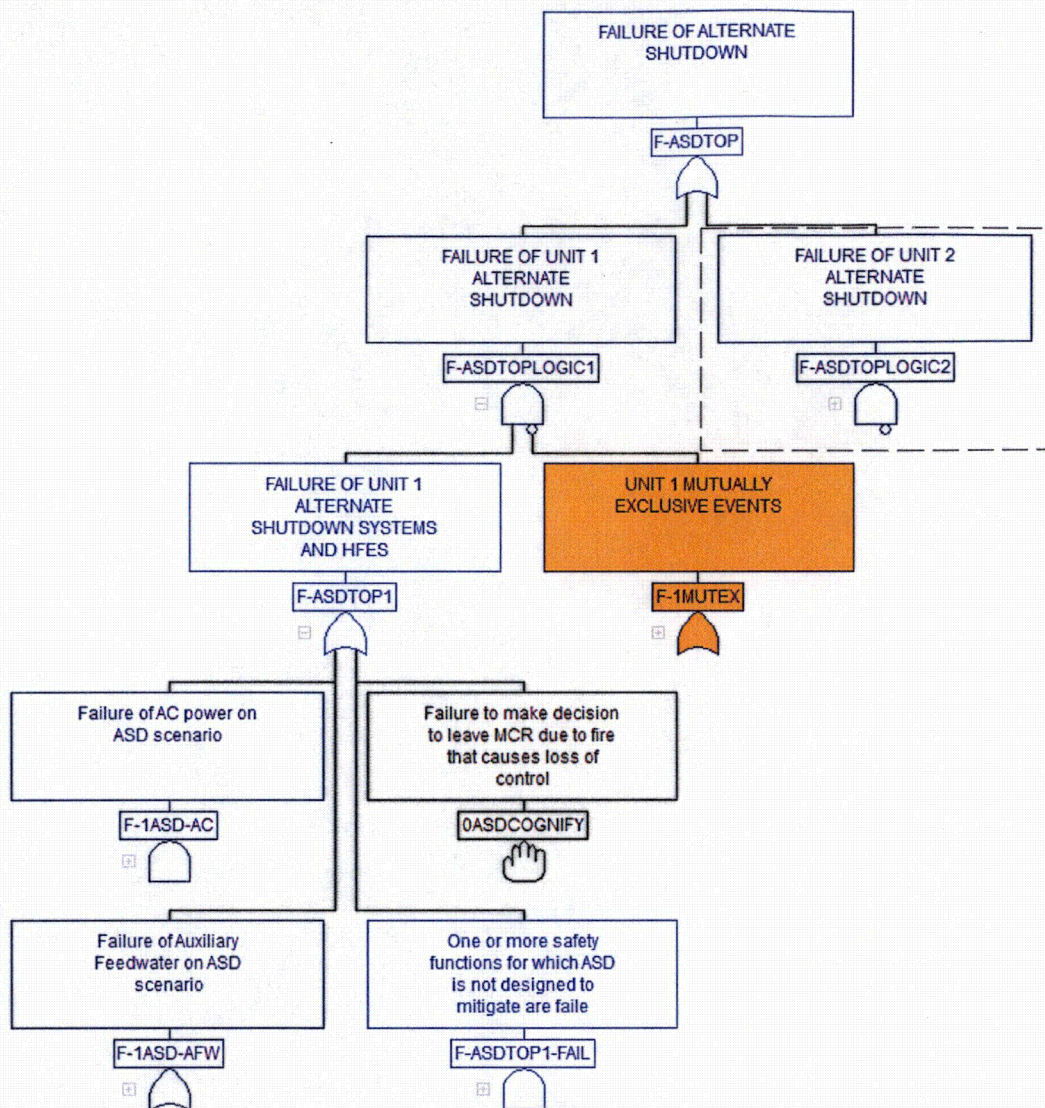 FAILURE OF ALTERNATE
SHUTDOWN
F-ASDTOP
FAILURE OF UNIT 1
ALTERNATE
SHUTDOWN
F-ASDTOPLOGIC1
FAILURE OF UNIT 2
ALTERNATE
SHUTDOWN
F-ASDTOPLOGIC2
FAILURE OF UNIT 1
ALTERNATE
SHUTDOWN SYSTEMS
AND HFES
F-ASDTOP1
UNIT 1 MUTUALLY
EXCLUSIVE EVENTS
F-1MUTEX
Failure of AC power on
ASD scenario
F-1ASD-AC
Failure to make decision
to leave MCR due to fire
that causes loss of
control
0ASDCOGNIFY
Failure of Auxiliary
Feedwater on ASD
scenario
F-1ASD-AFW
One or more safety
functions for which ASD
is not designed to
mitigate are faile
F-ASDTOP1-FAIL